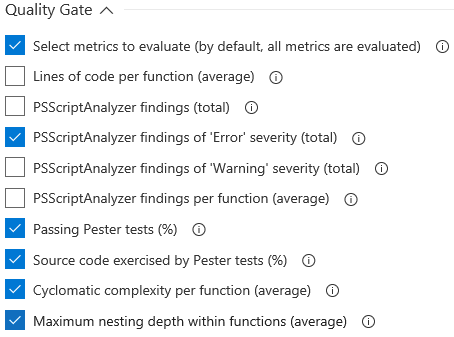 Quality Gate
Select metrics to evaluate (by default, all metrics are evaluated)
Lines of code per function (average)
PSScriptAnalyzer findings (total)
PSScriptAnalyzer findings of 'Error' severity (total)
PSScriptAnalyzer findings of 'Warning' severity (total)
PSScriptAnalyzer findings per function (average)
Passing Pester tests (%)
Source code exercised by Pester tests (%)
Cyclomatic complexity per function (average)
Maximum nesting depth within functions (average)